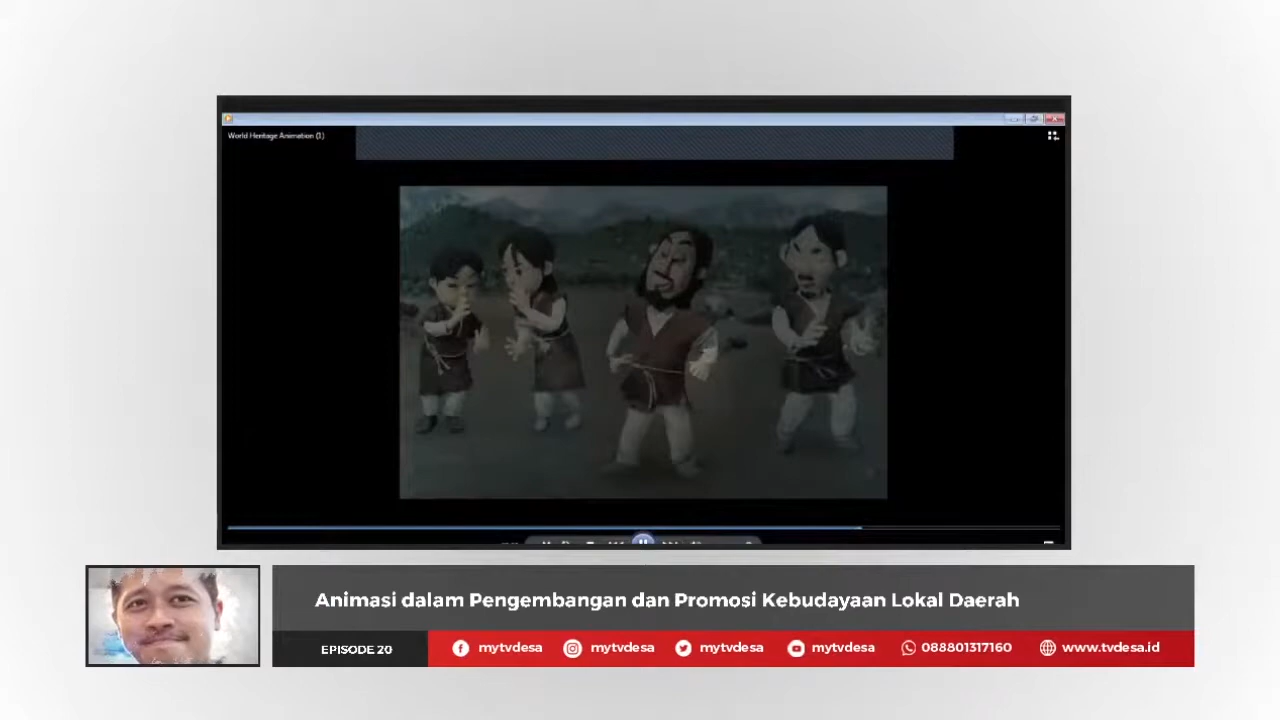 World Heritage Animation (1)
Animasi dalam Pengembangan dan Promosi Kebudayaan Lokal Daerah
EPISODE 20
mytvdesa mytvdesa mytvdesa mytvdesa 088801317160 www.tvdesa.id